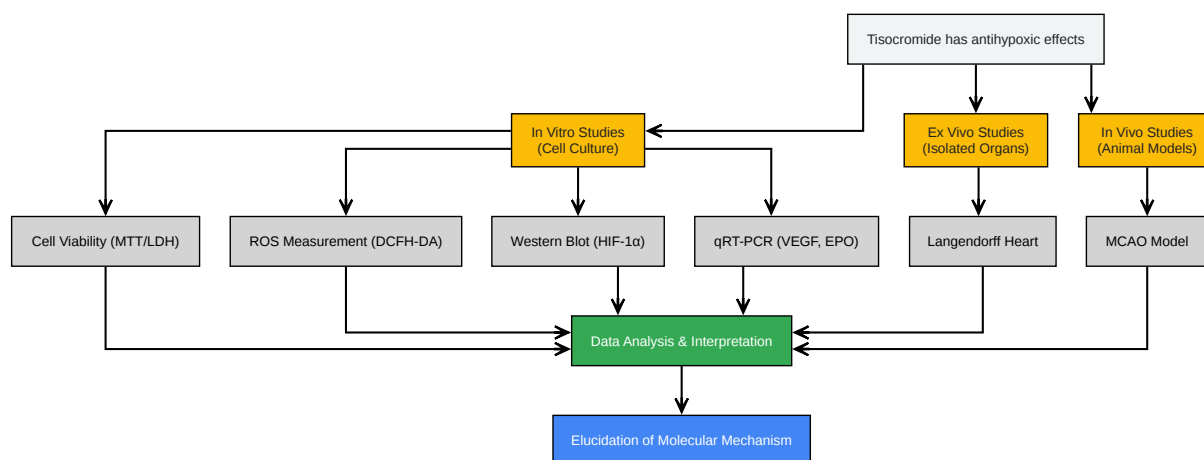 Tisocromide has antihypoxic effects
In Vitro Studies
(Cell Culture)
Ex Vivo Studies
(Isolated Organs)
In Vivo Studies
(Animal Models)
Cell Viability (MTT/LDH)
ROS Measurement (DCFH-DA)
Western Blot (HIF-1α)
qRT-PCR (VEGF, EPO)
Langendorff Heart
MCAO Model
Data Analysis & Interpretation
Elucidation of Molecular Mechanism